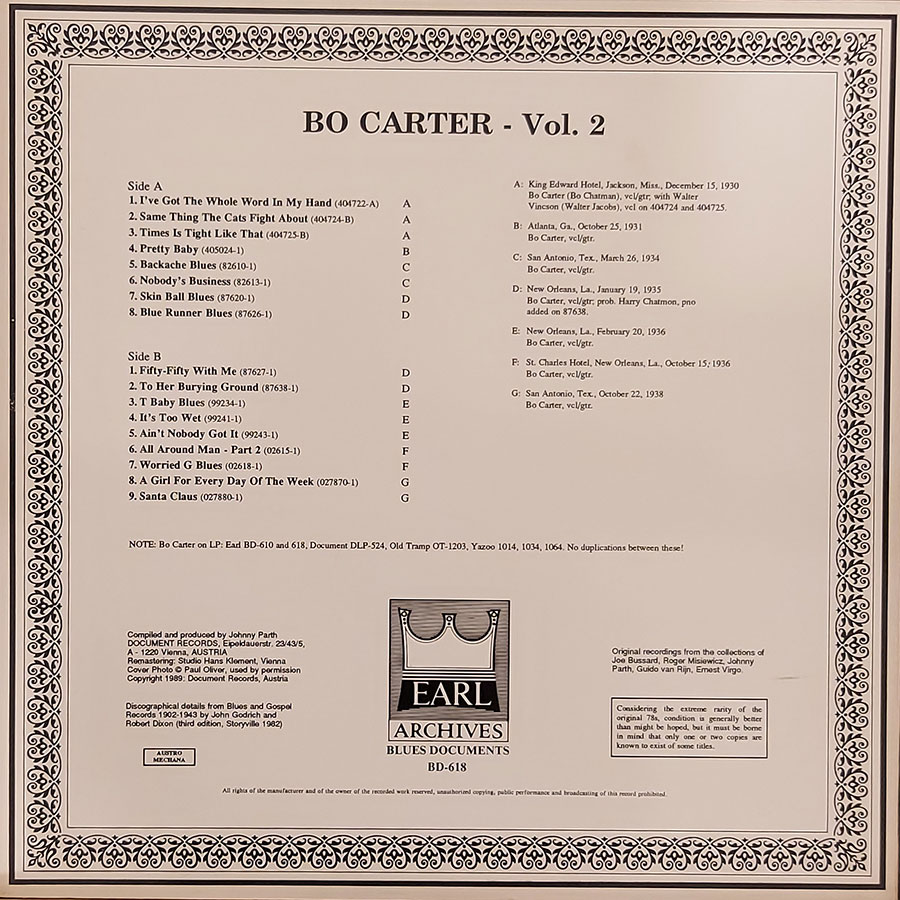 BO CARTER - Vol. 2
Side A
1. I've Got The Whole Word In My Hand (404722-A) A
2. Same Thing The Cats Fight About (404724-B) A
3. Times Is Tight Like That (404725-B) A
4. Pretty Baby (405024-1) B
5. Backache Blues (82610-1) C
6. Nobody's Business (82613-1) C
7. Skin Ball Blues (87620-1) D
8. Blue Runner Blues (87626-1) D
Side B
1. Fifty-Fifty With Me (87627-1) D
2. To Her Burying Ground (87638-1) D
3. T Baby Blues (99234-1) E
4. It's Too Wet (99241-1) E
5. Ain't Nobody Got It (99243-1) E
6. All Around Man - Part 2 (02615-1) F
7. Worried G Blues (02618-1) F
8. A Girl For Every Day Of The Week (027870-1) G
9. Santa Claus (027880-1) G
A: King Edward Hotel, Jackson, Miss., December 15, 1930
Bo Carter (Bo Chatman), vcl/gtr; with Walter
Vincson (Walter Jacobs), vcl on 404724 and 404725.
B: Atlanta, Ga., October 25, 1931
Bo Carter, vcl/gtr.
C: San Antonio, Tex., March 26, 1934
Bo Carter, vcl/gtr.
D: New Orleans, La., January 19, 1935
Bo Carter, vcl/gtr; prob. Harry Chatmon, pno
added on 87638.
E: New Orleans, La., February 20, 1936
Bo Carter, vcl/gtr.
F: St. Charles Hotel, New Orleans, La., October 15, 1936
Bo Carter, vcl/gtr.
G: San Antonio, Tex., October 22, 1938
Bo Carter, vcl/gtr.
NOTE: Bo Carter on LP: Earl BD-610 and 618, Document DLP-524, Old Tramp OT-1203, Yazoo 1014, 1034, 1064. No duplications between these!
Compiled and produced by Johnny Parth
DOCUMENT RECORDS, Eipeldauerstr. 23/43/5,
A - 1220 Vienna, AUSTRIA
Remastering: Studio Hans Klement, Vienna
Cover Photo © Paul Oliver, used by permission
Copyright 1989: Document Records, Austria
Discographical details from Blues and Gospel
Records 1902-1943 by John Godrich and
Robert Dixon (third edition, Storyville 1982)
AUSTRO
MECHANA
EARL
ARCHIVES
BLUES DOCUMENTS
BD-618
Original recordings from the collections of
Joe Bussard, Roger Misiewicz, Johnny
Parth, Guido van Rijn, Ernest Virgo.
Considering the extreme rarity of the
original 78s, condition is generally better
than might be hoped, but it must be borne
in mind that only one or two copies are
known to exist of some titles.
All rights of the manufacturer and of the owner of the recorded work reserved, unauthorized copying, public performance and broadcasting of this record prohibited.